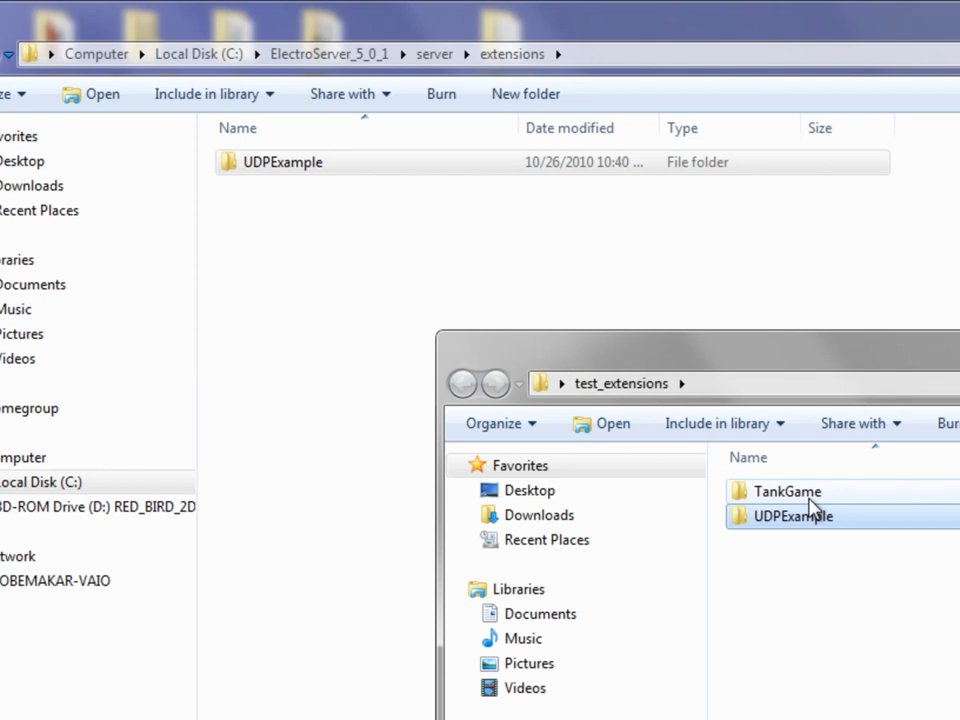 Computer Local Disk (C:) ElectroServer_5_0_1 server extensions
ze Open Include in library Share with Burn New folder
Name Date modified Type Size
vorites
UDPExample 10/26/2010 10:40 ... File folder
Desktop
Downloads
Recent Places
raries
Documents
Music
Pictures
Videos
megroup
mputer
ocal Disk (C:)
D-ROM Drive (D:) RED_BIRD_2D
twork
OBEMAKAR-VAIO
test_extensions
Organize Open Include in library Share with Bur
Name
Favorites
Desktop
Downloads
Recent Places
Libraries
Documents
Music
Pictures
Videos
TankGame
UDPExample